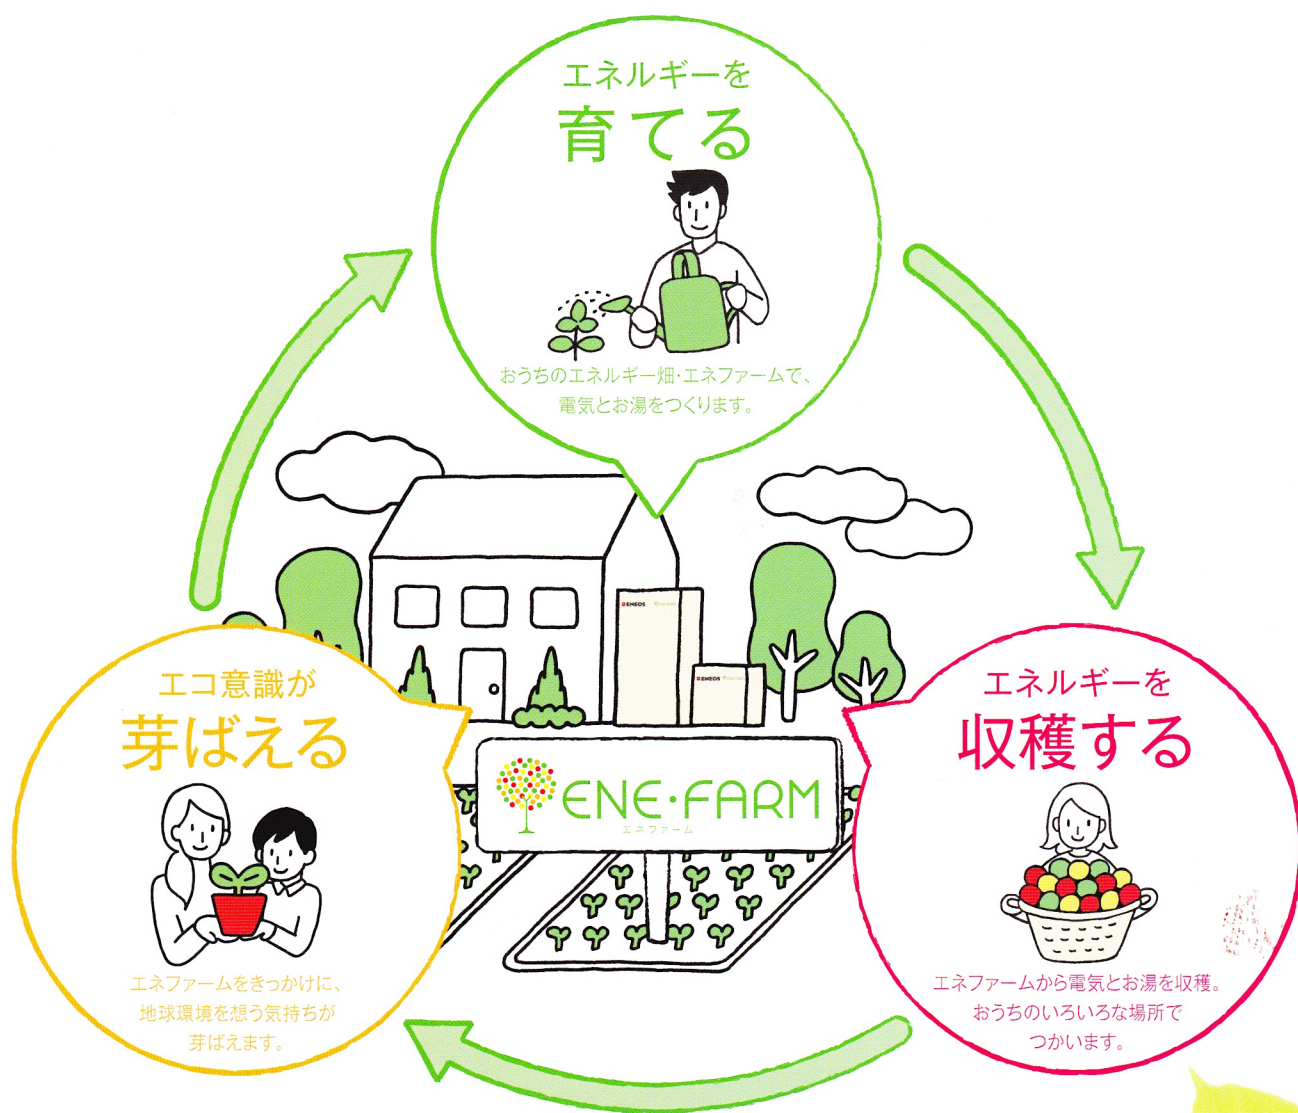 エネルギーを
育てる
おうちのエネルギー畑・エネファームで、
電気とお湯をつくります。
エコ意識が
芽ばえる
エネファームをきっかけに、
地球環境を想う気持ちが
芽ばえます。
エネルギーを
収穫する
エネファームから電気とお湯を収穫。
おうちのいろいろな場所で
つかいます。
ENEOS
ENEOS
ENE・FARM
エネファーム